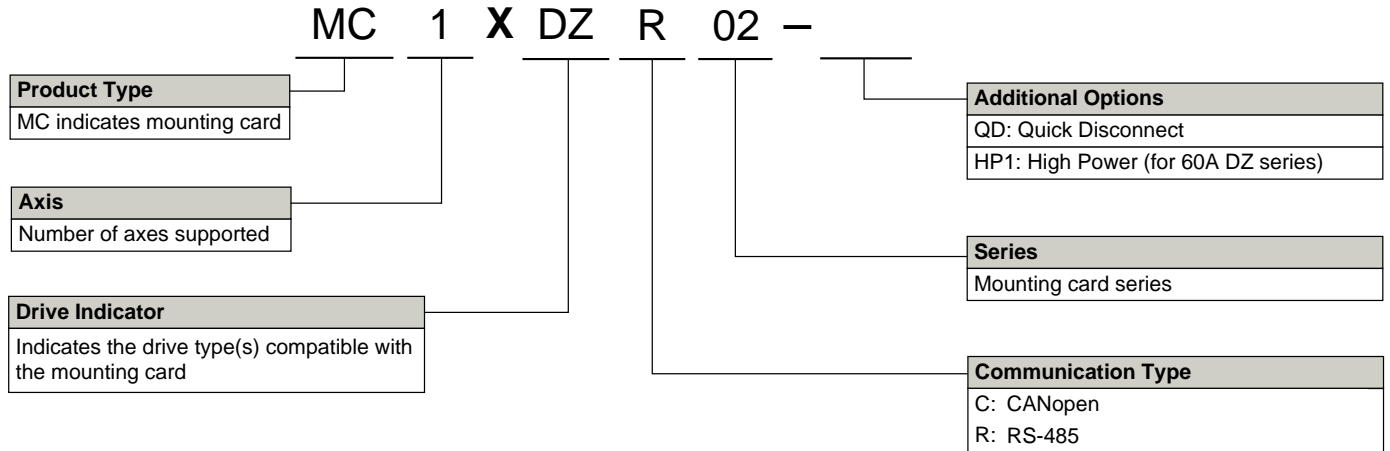 MC 1 X DZ R 02 –
Product Type
MC indicates mounting card
Axis
Number of axes supported
Drive Indicator
Indicates the drive type(s) compatible with
the mounting card
Additional Options
QD: Quick Disconnect
HP1: High Power (for 60A DZ series)
Series
Mounting card series
Communication Type
C: CANopen
R: RS-485